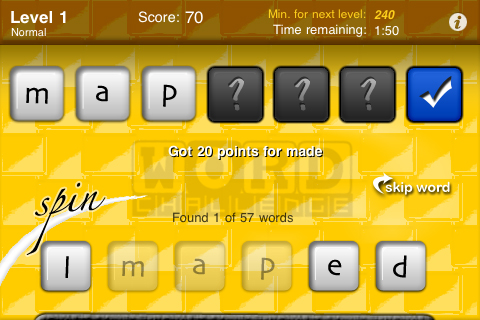 Level 1 Score: 70 Min. for next level: 240
Normal Time remaining: 1:50
i
m a p ? ? ?
Got 20 points for made
WORD CHALLENGE
skip word
spin
Found 1 of 57 words
l m a p e d